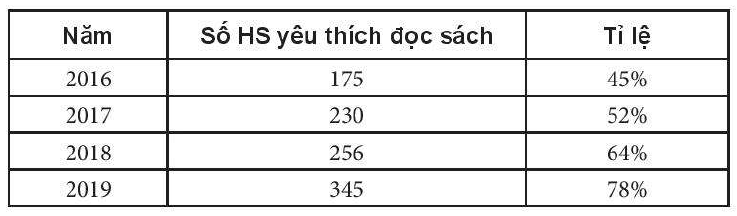 Năm Số HS yêu thích đọc sách Tỉ lệ
2016 175 45%
2017 230 52%
2018 256 64%
2019 345 78%